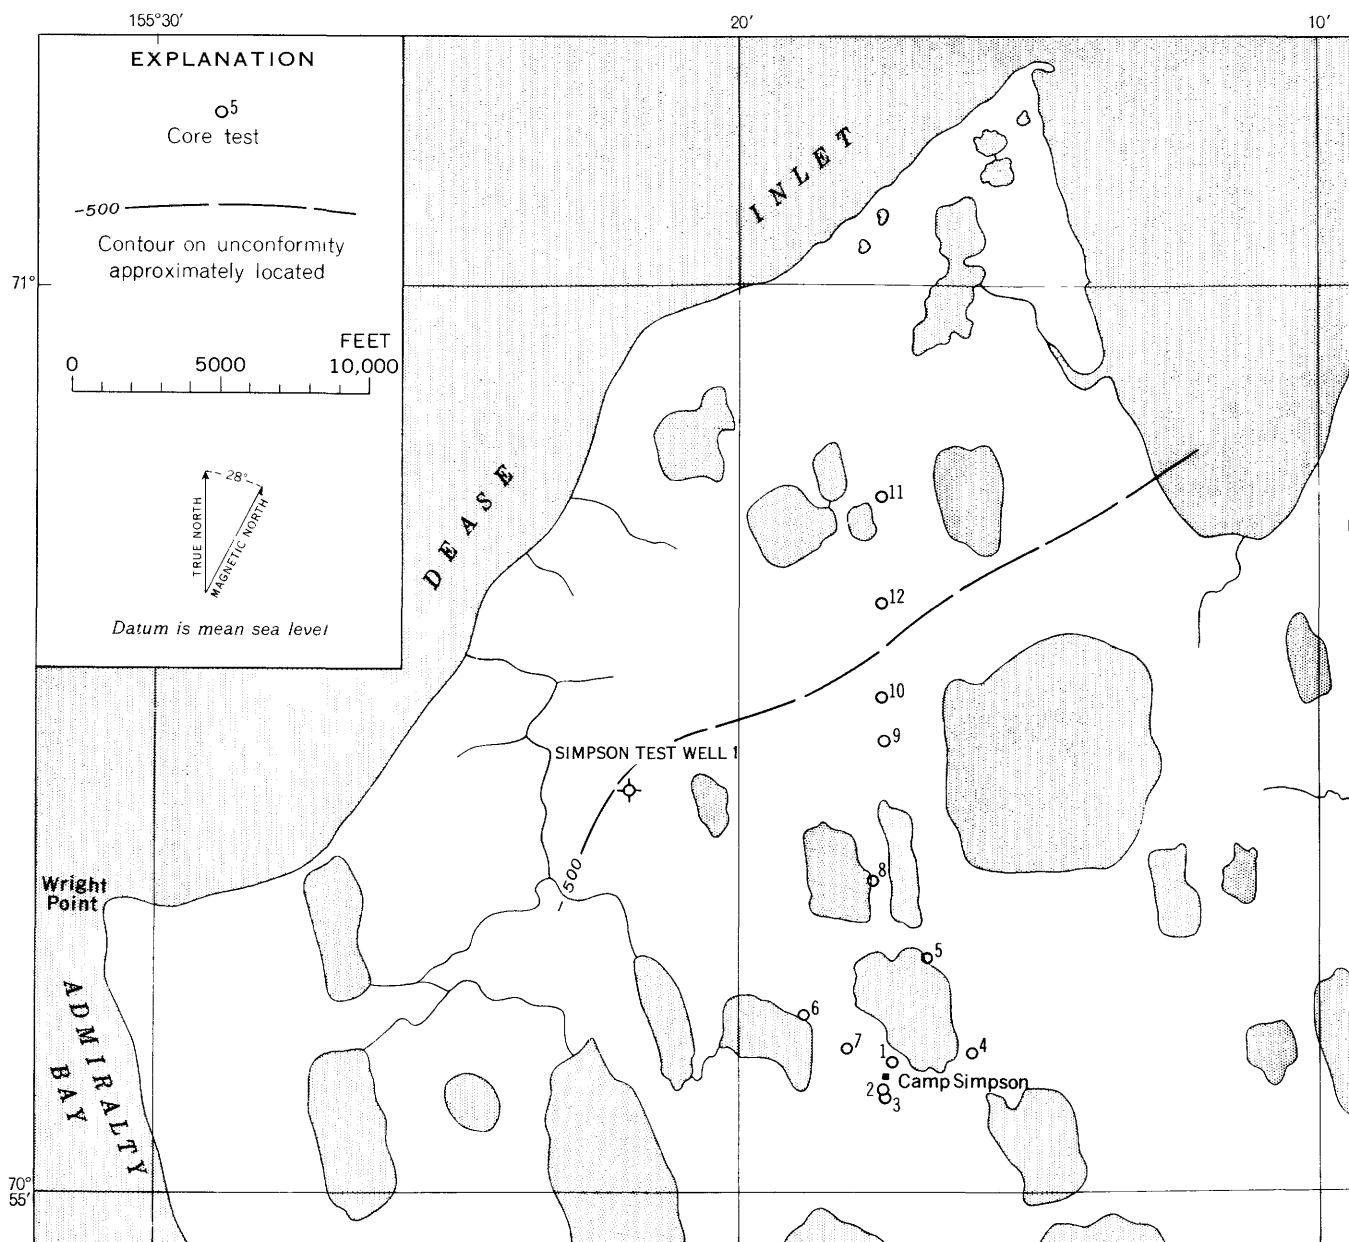 155°30′
20′
10′
EXPLANATION
5
Core test
-500
Contour on unconformity
approximately located
FEET
0 5000 10,000
28°
TRUE NORTH
MAGNETIC NORTH
Datum is mean sea level
71°
INLET
DEASE
11
12
10
9
SIMPSON TEST WELL 1
-500
8
Wright
Point
5
ADMIRALTY
BAY
6
7
1
4
Camp Simpson
2
3
70°
55′